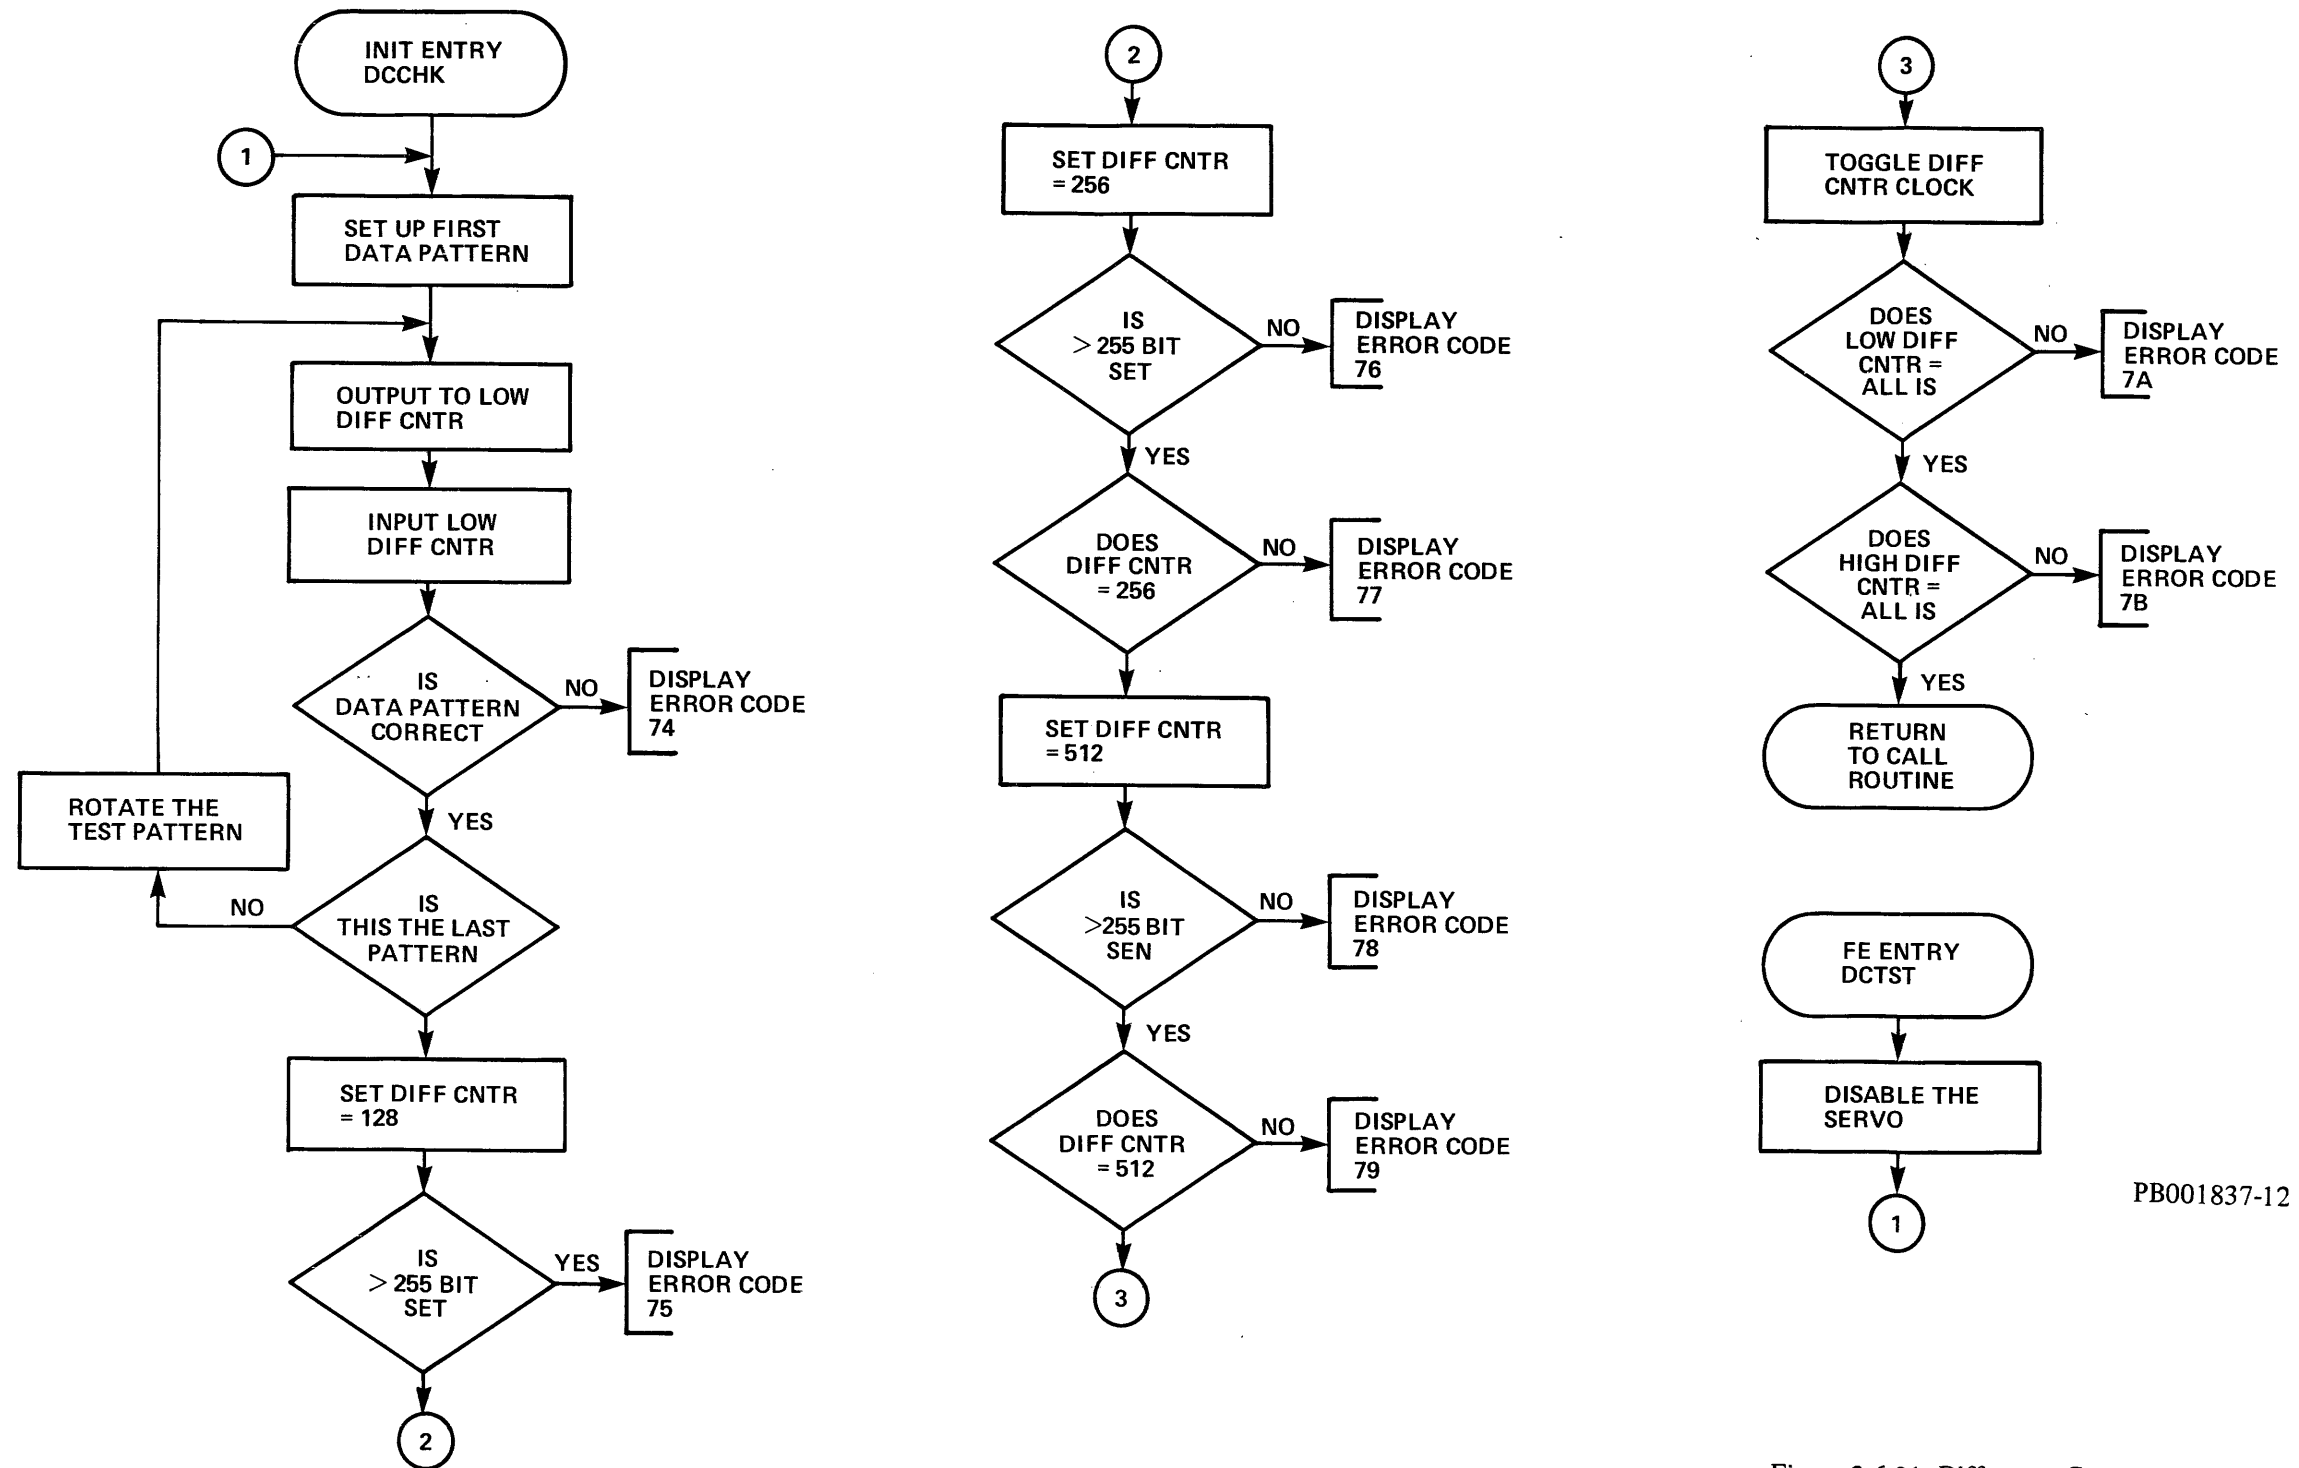 INIT ENTRY
DCCHK
1
SET UP FIRST
DATA PATTERN
OUTPUT TO LOW
DIFF CNTR
INPUT LOW
DIFF CNTR
IS
DATA PATTERN
CORRECT
NO
DISPLAY
ERROR CODE
74
YES
ROTATE THE
TEST PATTERN
NO
IS
THIS THE LAST
PATTERN
SET DIFF CNTR
= 128
IS
> 255 BIT
SET
YES
DISPLAY
ERROR CODE
75
2
2
SET DIFF CNTR
= 256
IS
> 255 BIT
SET
NO
DISPLAY
ERROR CODE
76
YES
DOES
DIFF CNTR
= 256
NO
DISPLAY
ERROR CODE
77
SET DIFF CNTR
= 512
IS
>255 BIT
SEN
NO
DISPLAY
ERROR CODE
78
YES
DOES
DIFF CNTR
= 512
NO
DISPLAY
ERROR CODE
79
3
3
TOGGLE DIFF
CNTR CLOCK
DOES
LOW DIFF
CNTR =
ALL IS
NO
DISPLAY
ERROR CODE
7A
YES
DOES
HIGH DIFF
CNTR =
ALL IS
NO
DISPLAY
ERROR CODE
7B
YES
RETURN
TO CALL
ROUTINE
FE ENTRY
DCTST
DISABLE THE
SERVO
1
PB001837-12